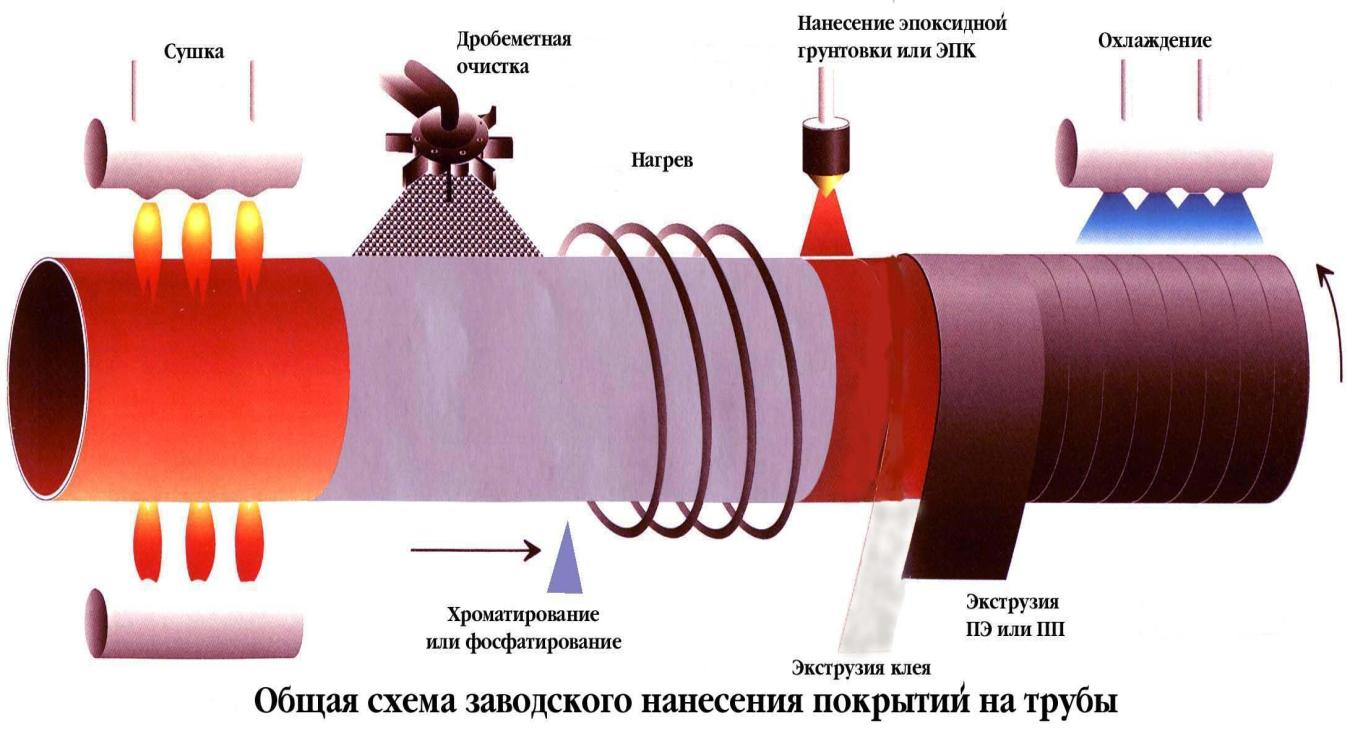 Сушка
Дробеметная
очистка
Нагрев
Нанесение эпоксидной
грунтовки или ЭПК
Охлаждение
Хроматирование
или фосфатирование
Экструзия клея
Экструзия
ПЭ или ПП
Общая схема заводского нанесения покрытий на трубы